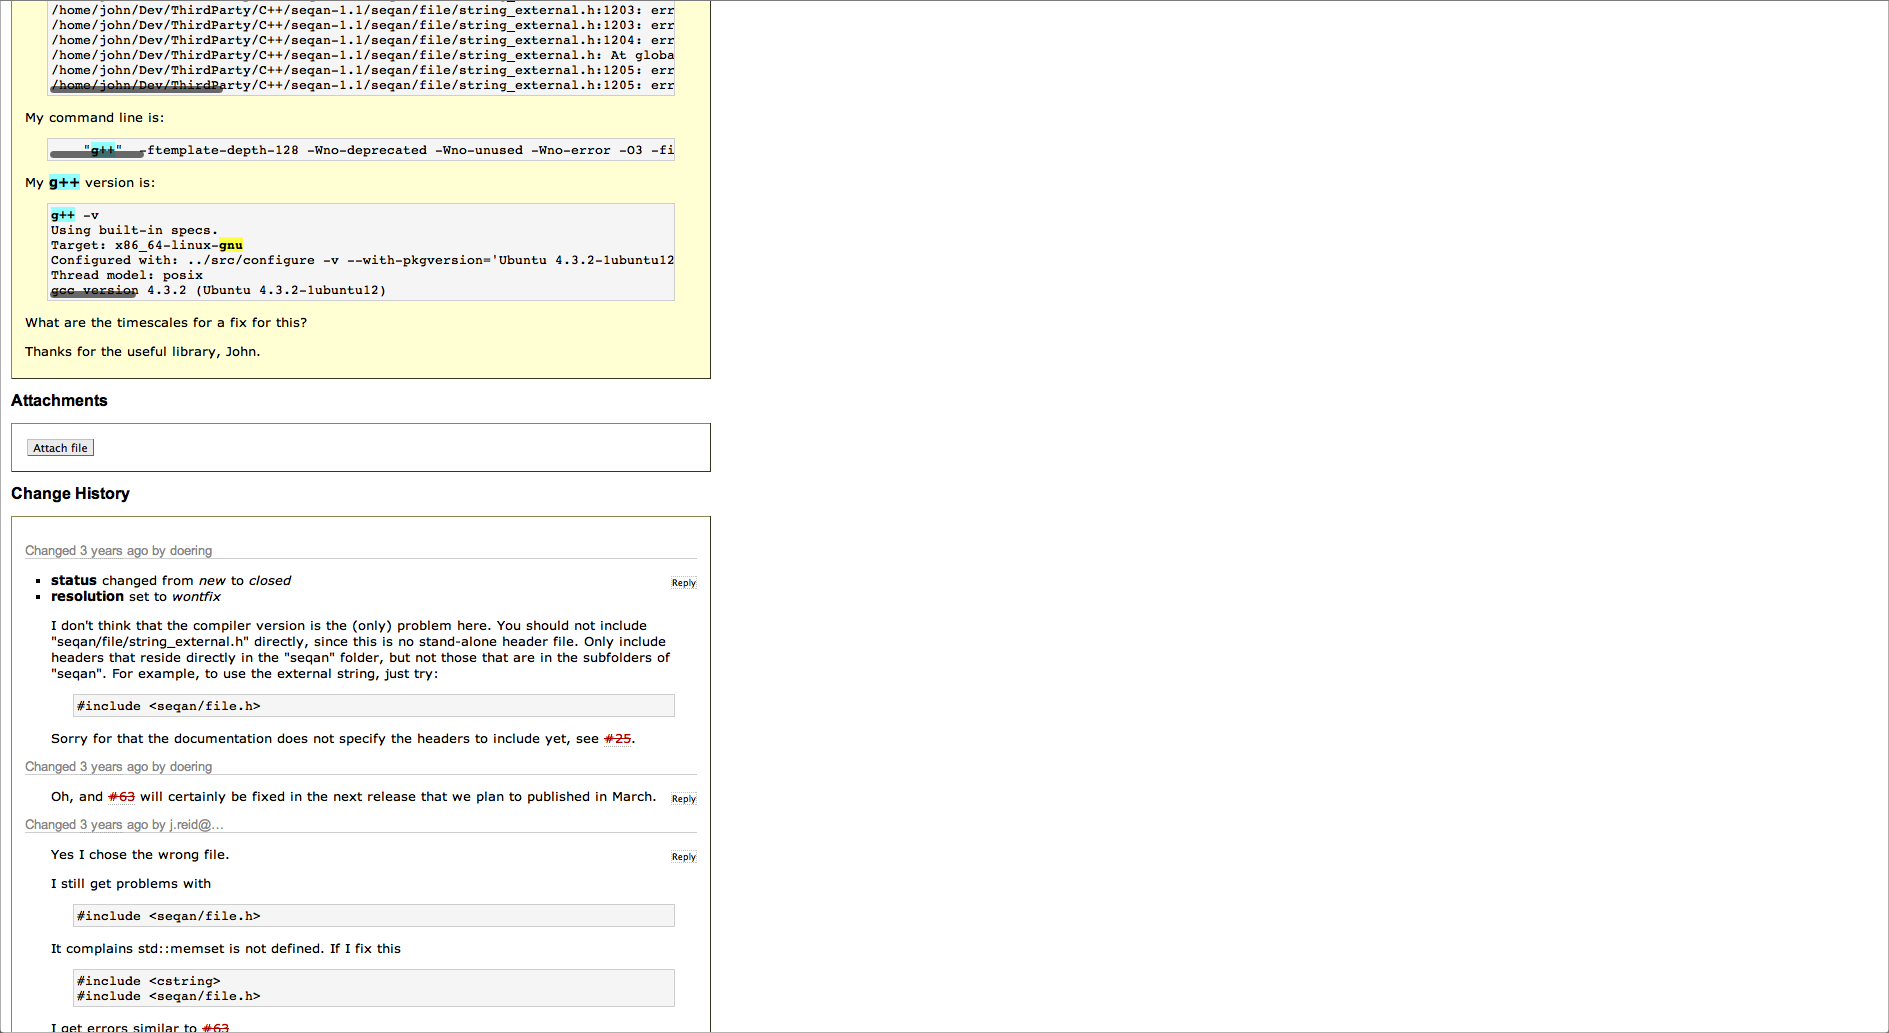 /home/john/Dev/ThirdParty/C++/seqan-1.1/seqan/file/string_external.h:1203: err
/home/john/Dev/ThirdParty/C++/seqan-1.1/seqan/file/string_external.h:1203: err
/home/john/Dev/ThirdParty/C++/seqan-1.1/seqan/file/string_external.h:1204: err
/home/john/Dev/ThirdParty/C++/seqan-1.1/seqan/file/string_external.h: At globa
/home/john/Dev/ThirdParty/C++/seqan-1.1/seqan/file/string_external.h:1205: err
/home/john/Dev/ThirdParty/C++/seqan-1.1/seqan/file/string_external.h:1205: err
My command line is:
"g++" -ftemplate-depth-128 -Wno-deprecated -Wno-unused -Wno-error -O3 -fi
My g++ version is:
g++ -v
Using built-in specs.
Target: x86_64-linux-gnu
Configured with: ../src/configure -v --with-pkgversion='Ubuntu 4.3.2-1ubuntu12
Thread model: posix
gcc version 4.3.2 (Ubuntu 4.3.2-1ubuntu12)
What are the timescales for a fix for this?
Thanks for the useful library, John.
Attachments
Attach file
Change History
Changed 3 years ago by doering
status changed from new to closed
Reply
resolution set to wontfix
I don't think that the compiler version is the (only) problem here. You should not include
"seqan/file/string_external.h" directly, since this is no stand-alone header file. Only include
headers that reside directly in the "seqan" folder, but not those that are in the subfolders of
"seqan". For example, to use the external string, just try:
#include <seqan/file.h>
Sorry for that the documentation does not specify the headers to include yet, see #25.
Changed 3 years ago by doering
Oh, and #63 will certainly be fixed in the next release that we plan to published in March.
Reply
Changed 3 years ago by j.reid@…
Yes I chose the wrong file.
Reply
I still get problems with
#include <seqan/file.h>
It complains std::memset is not defined. If I fix this
#include <cstring>
#include <seqan/file.h>
I get errors similar to #63